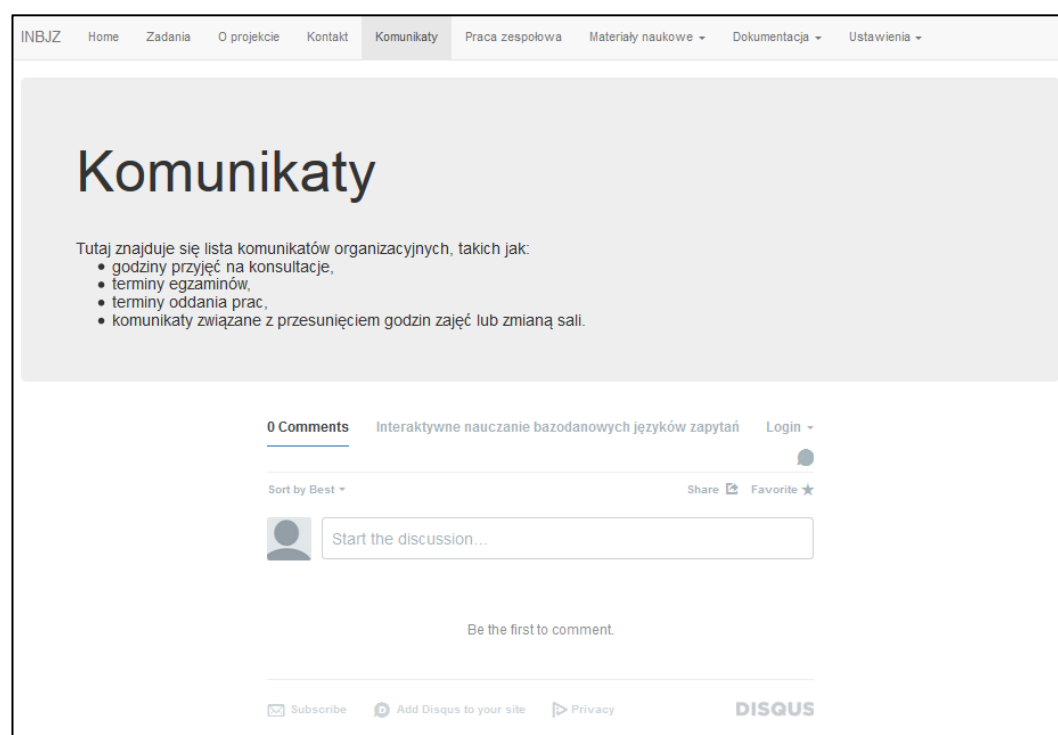 INBJZ Home Zadania O projekcie Kontakt Komunikaty Praca zespołowa Materiały naukowe Dokumentacja Ustawienia
Komunikaty
Tutaj znajduje się lista komunikatów organizacyjnych, takich jak:
• godziny przyjęć na konsultacje,
• terminy egzaminów,
• terminy oddania prac,
• komunikaty związane z przesunięciem godzin zajęć lub zmianą sali.
0 Comments Interaktywne nauczanie bazodanowych języków zapytań Login
Sort by Best Share Favorite
Start the discussion...
Be the first to comment.
Subscribe Add Disqus to your site Privacy DISQUS